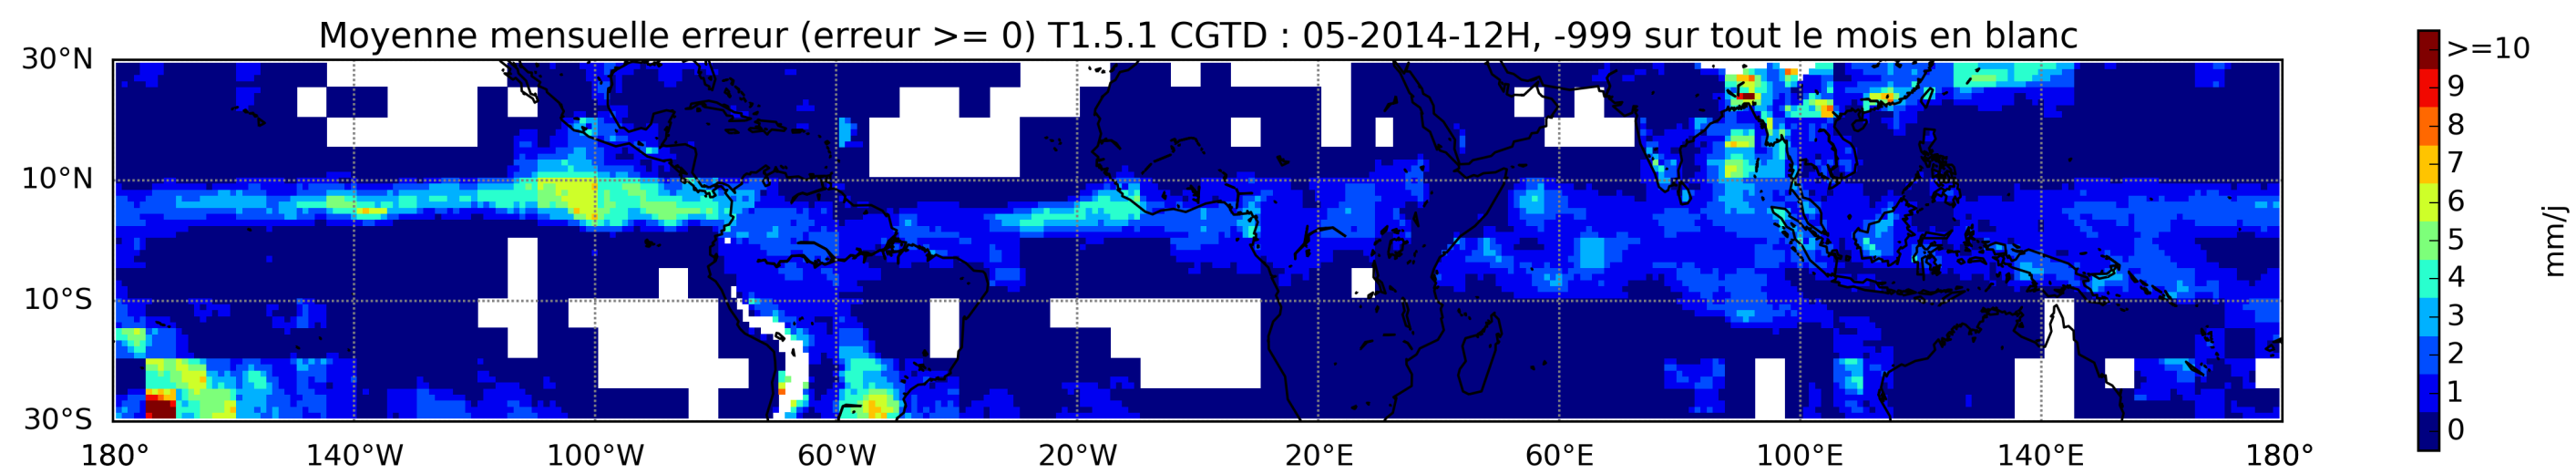 Moyenne mensuelle erreur (erreur >= 0) T1.5.1 CGTD : 05-2014-12H, -999 sur tout le mois en blanc
30°N
10°N
10°S
30°S
180° 140°W 100°W 60°W 20°W 20°E 60°E 100°E 140°E 180°
>=10
9
8
7
6
5
4
3
2
1
0
mm/j